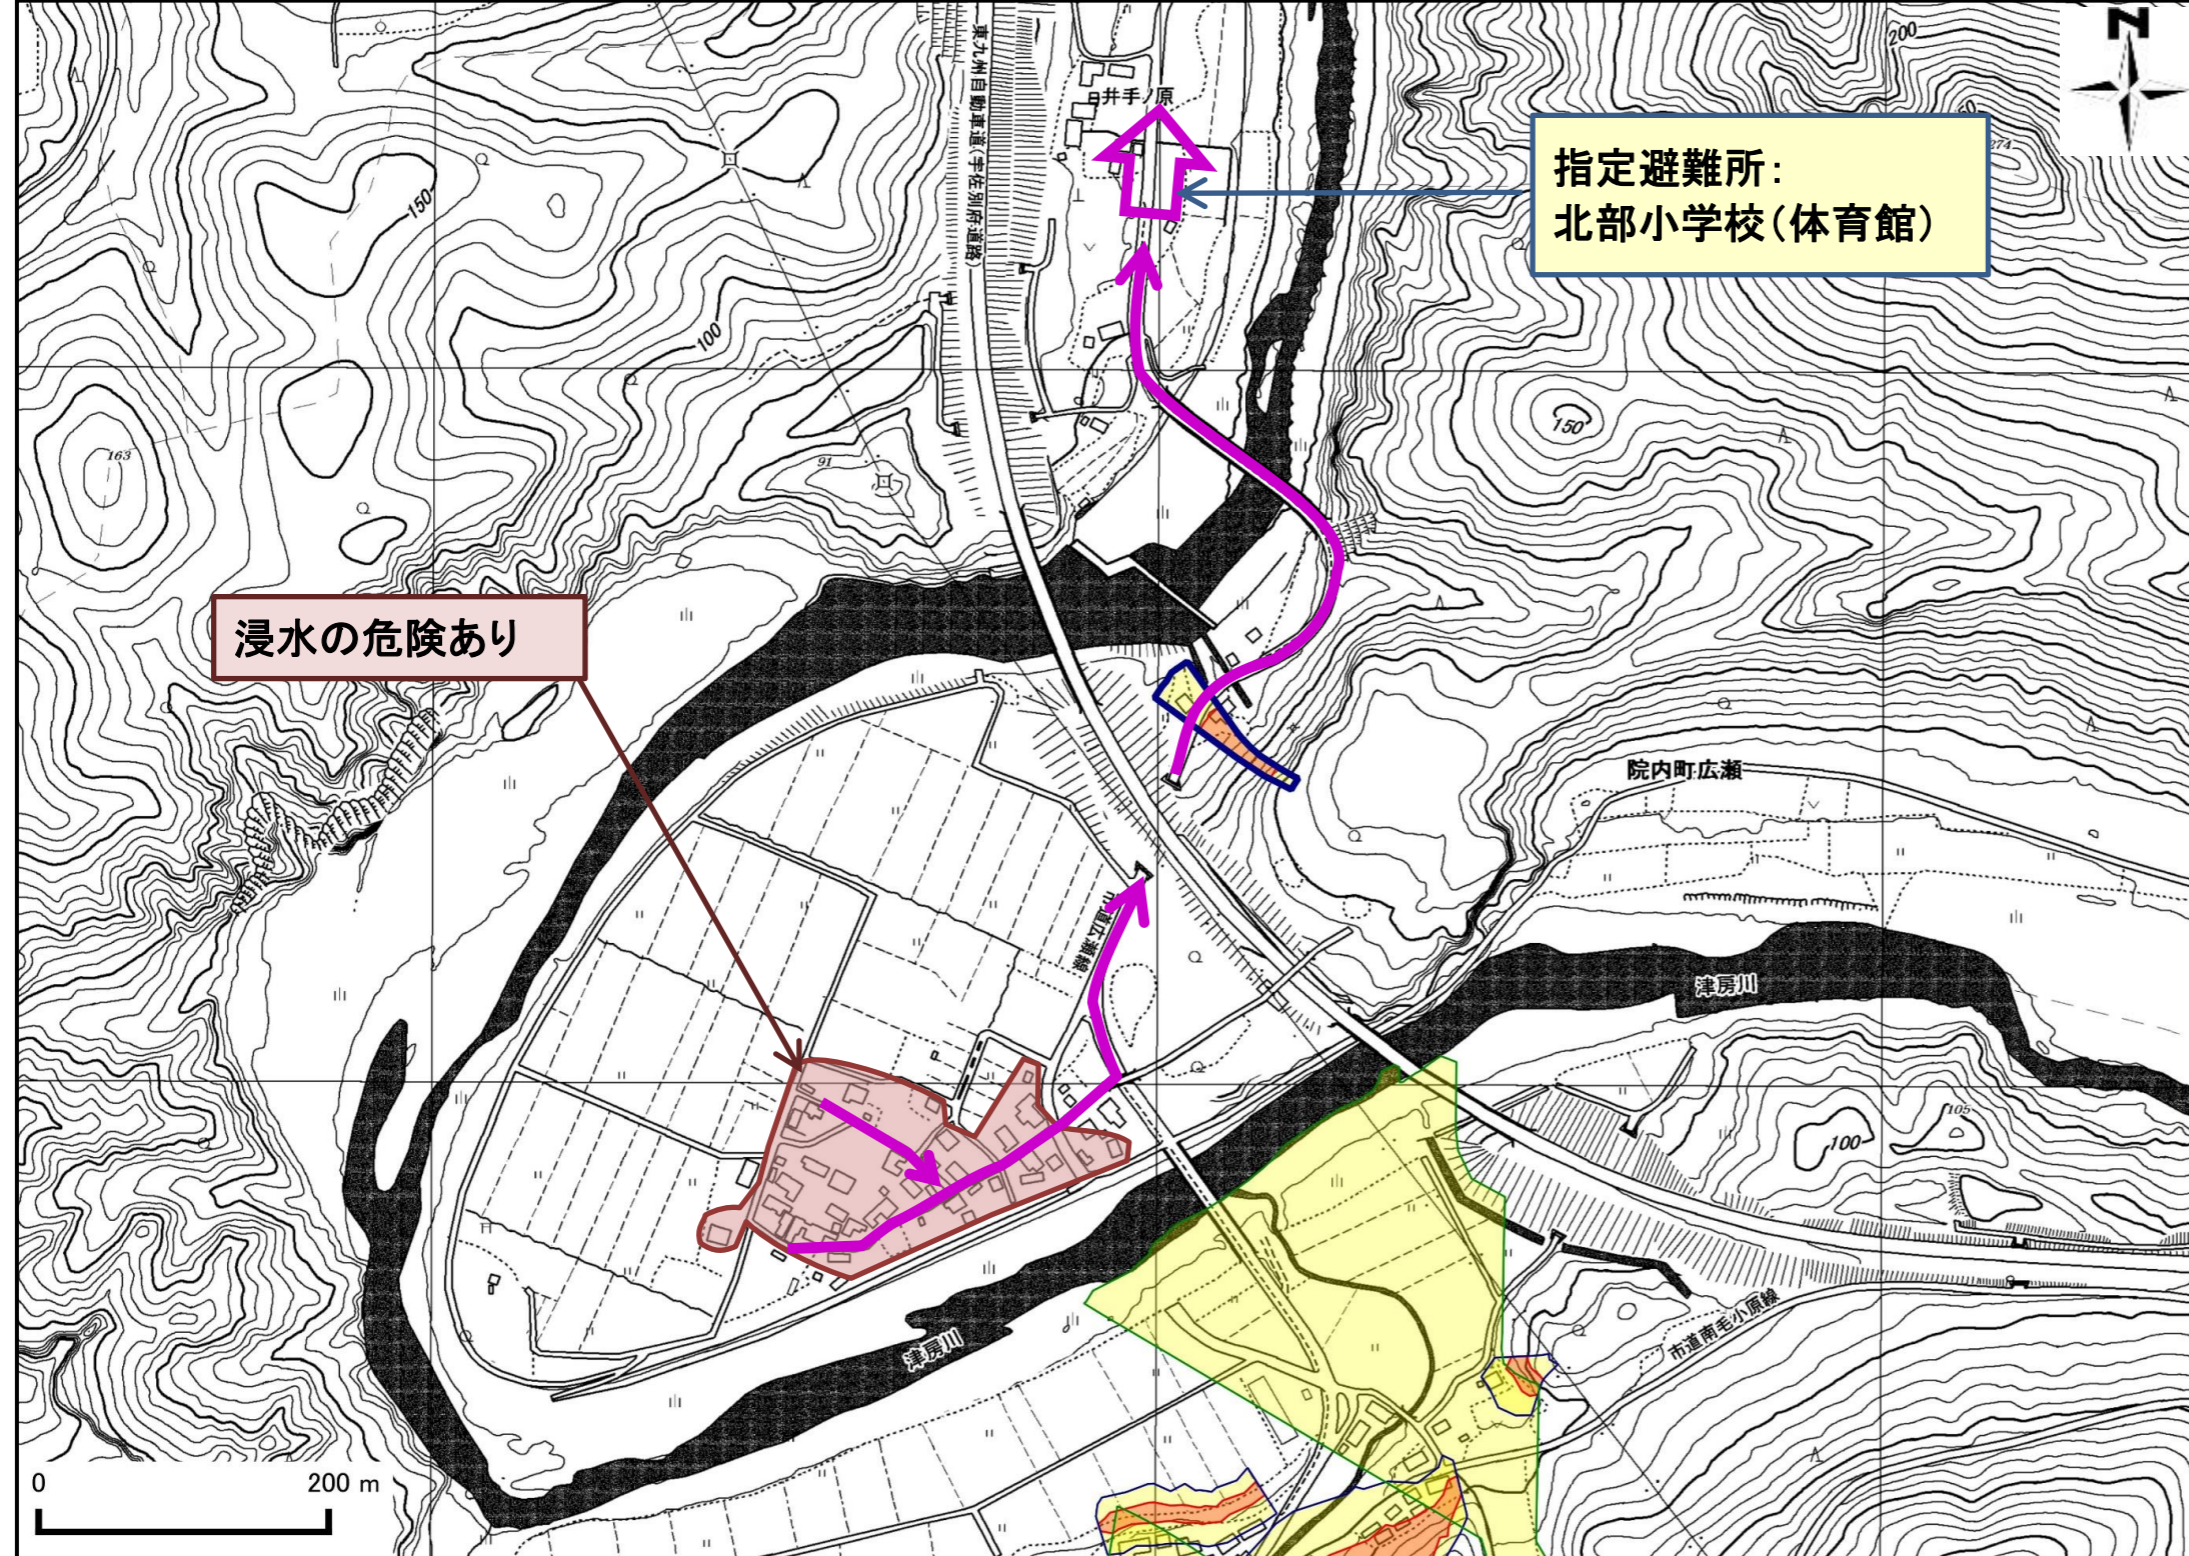 東九州自動車道(宇佐別府道路)
200
N
井手ノ原
274
指定避難所:
北部小学校(体育館)
150
100
163
91
150
浸水の危険あり
院内町広瀬
市道広瀬線
津房川
P
105
100
津房川
市道南毛小原線
0
200 m